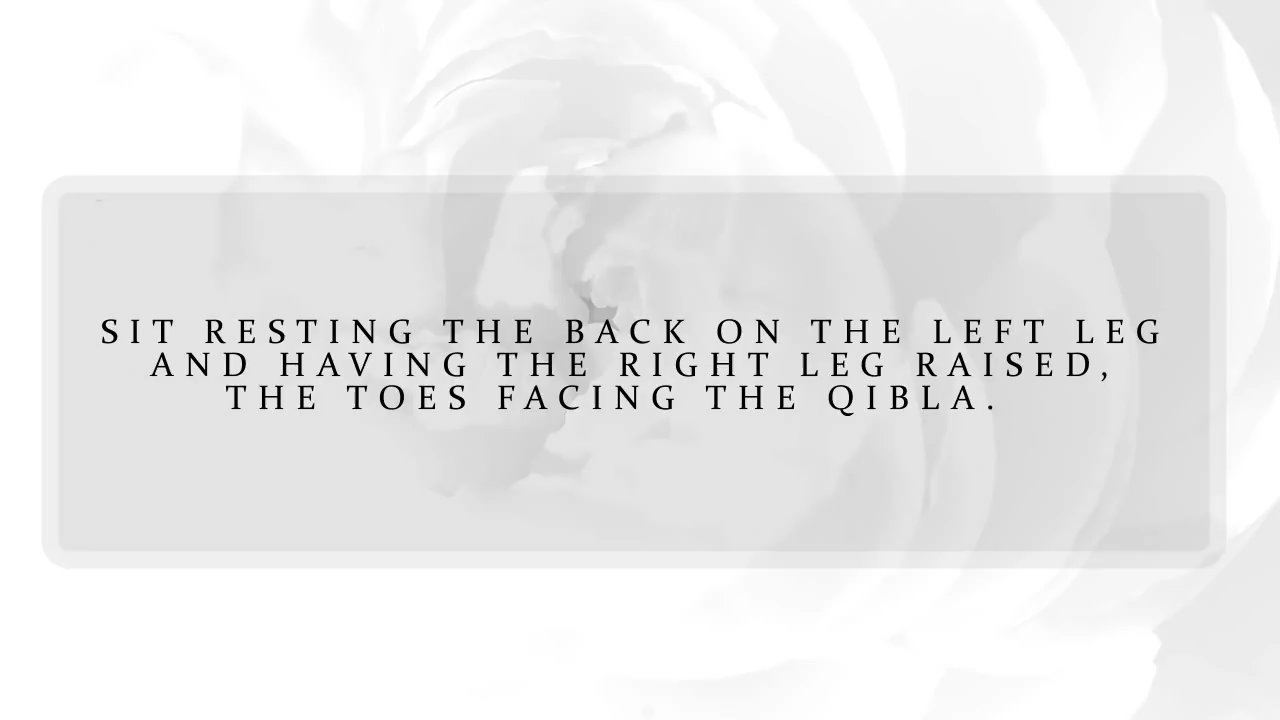 SIT RESTING THE BACK ON THE LEFT LEG
AND HAVING THE RIGHT LEG RAISED,
THE TOES FACING THE QIBLA.